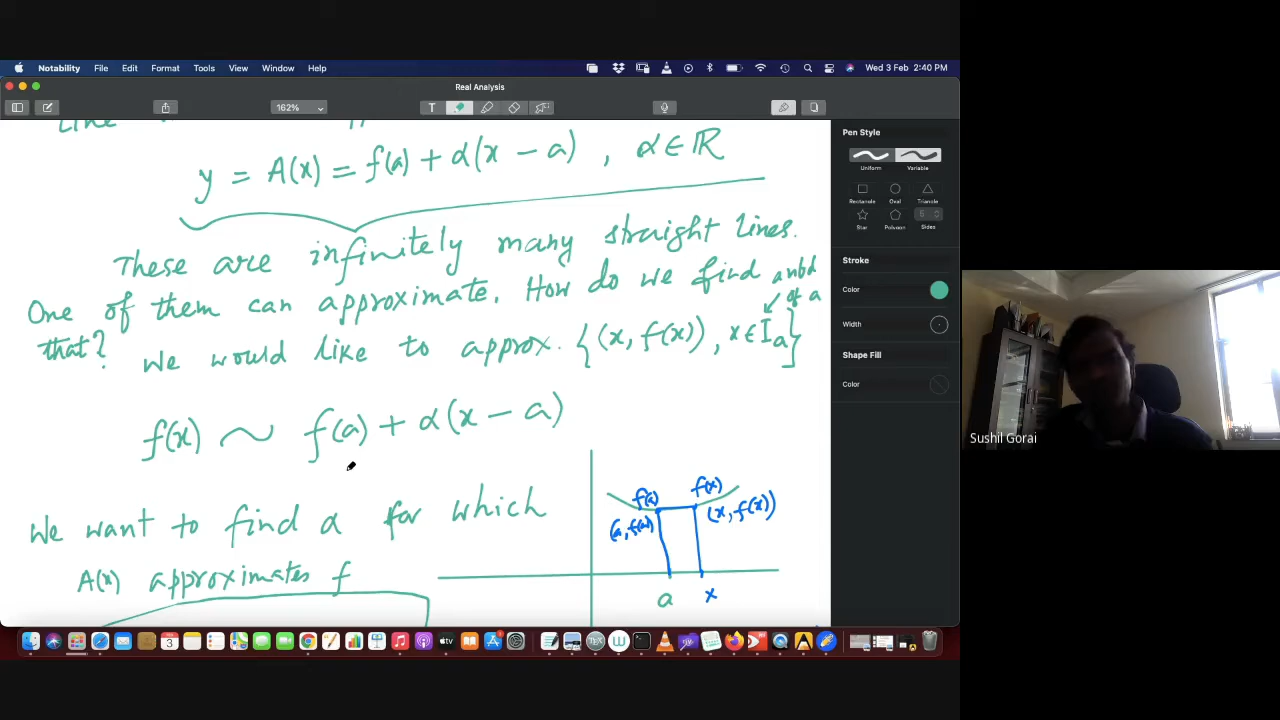 Notability File Edit Format Tools View Window Help Wed 3 Feb 2:40 PM
Real Analysis
162%
Line
y = A(x) = f(a) + α(x - a) , α ∈ ℝ
These are infinitely many straight lines.
One of them can approximate. How do we find
that? We would like to approx. {(x, f(x)), x ∈ I_a}
a nbd
of a
f(x) ~ f(a) + α(x - a)
We want to find α for which
A(x) approximates f
f(a) f(x)
(a, f(a)) (x, f(x))
a x
Pen Style
Uniform Variable
Rectangle Oval Triangle
6
Star Polygon Sides
Stroke
Color
Width
Shape Fill
Color
Sushil Gorai